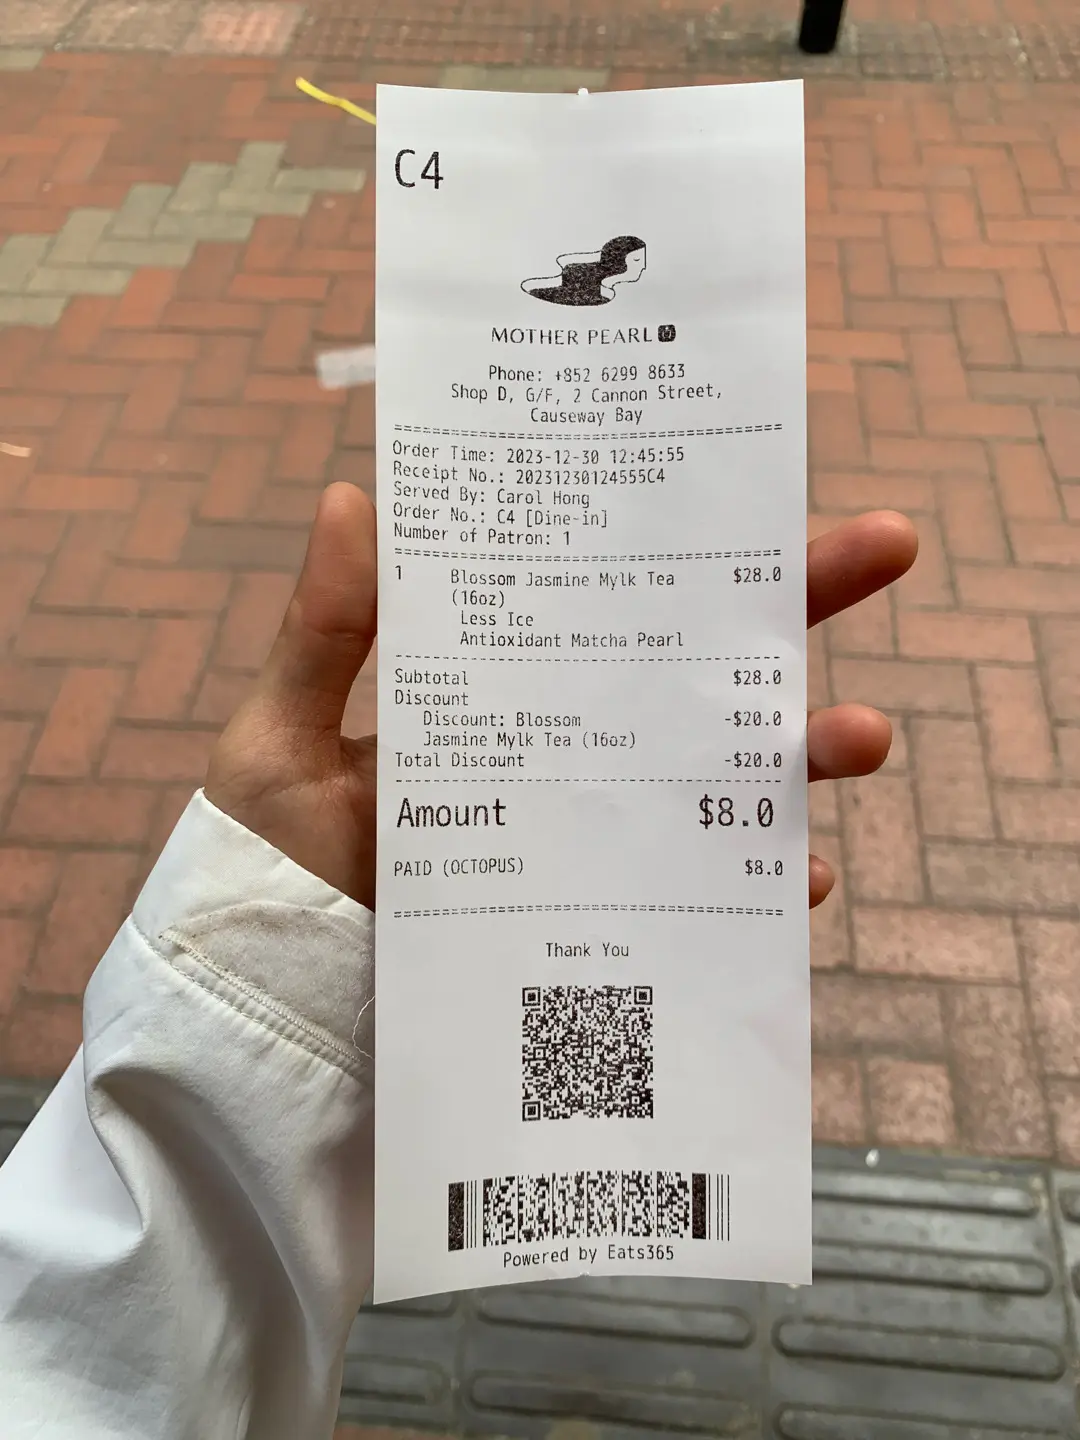 C4
MOTHER PEARL
Phone: +852 6299 8633
Shop D, G/F, 2 Cannon Street,
Causeway Bay
Order Time: 2023-12-30 12:45:55
Receipt No.: 20231230124555C4
Served By: Carol Hong
Order No.: C4 [Dine-in]
Number of Patron: 1
1 Blossom Jasmine Mylk Tea $28.0
(16oz)
Less Ice
Antioxidant Matcha Pearl
Subtotal $28.0
Discount
Discount: Blossom -$20.0
Jasmine Mylk Tea (16oz)
Total Discount -$20.0
Amount $8.0
PAID (OCTOPUS) $8.0
Thank You
Powered by Eats365